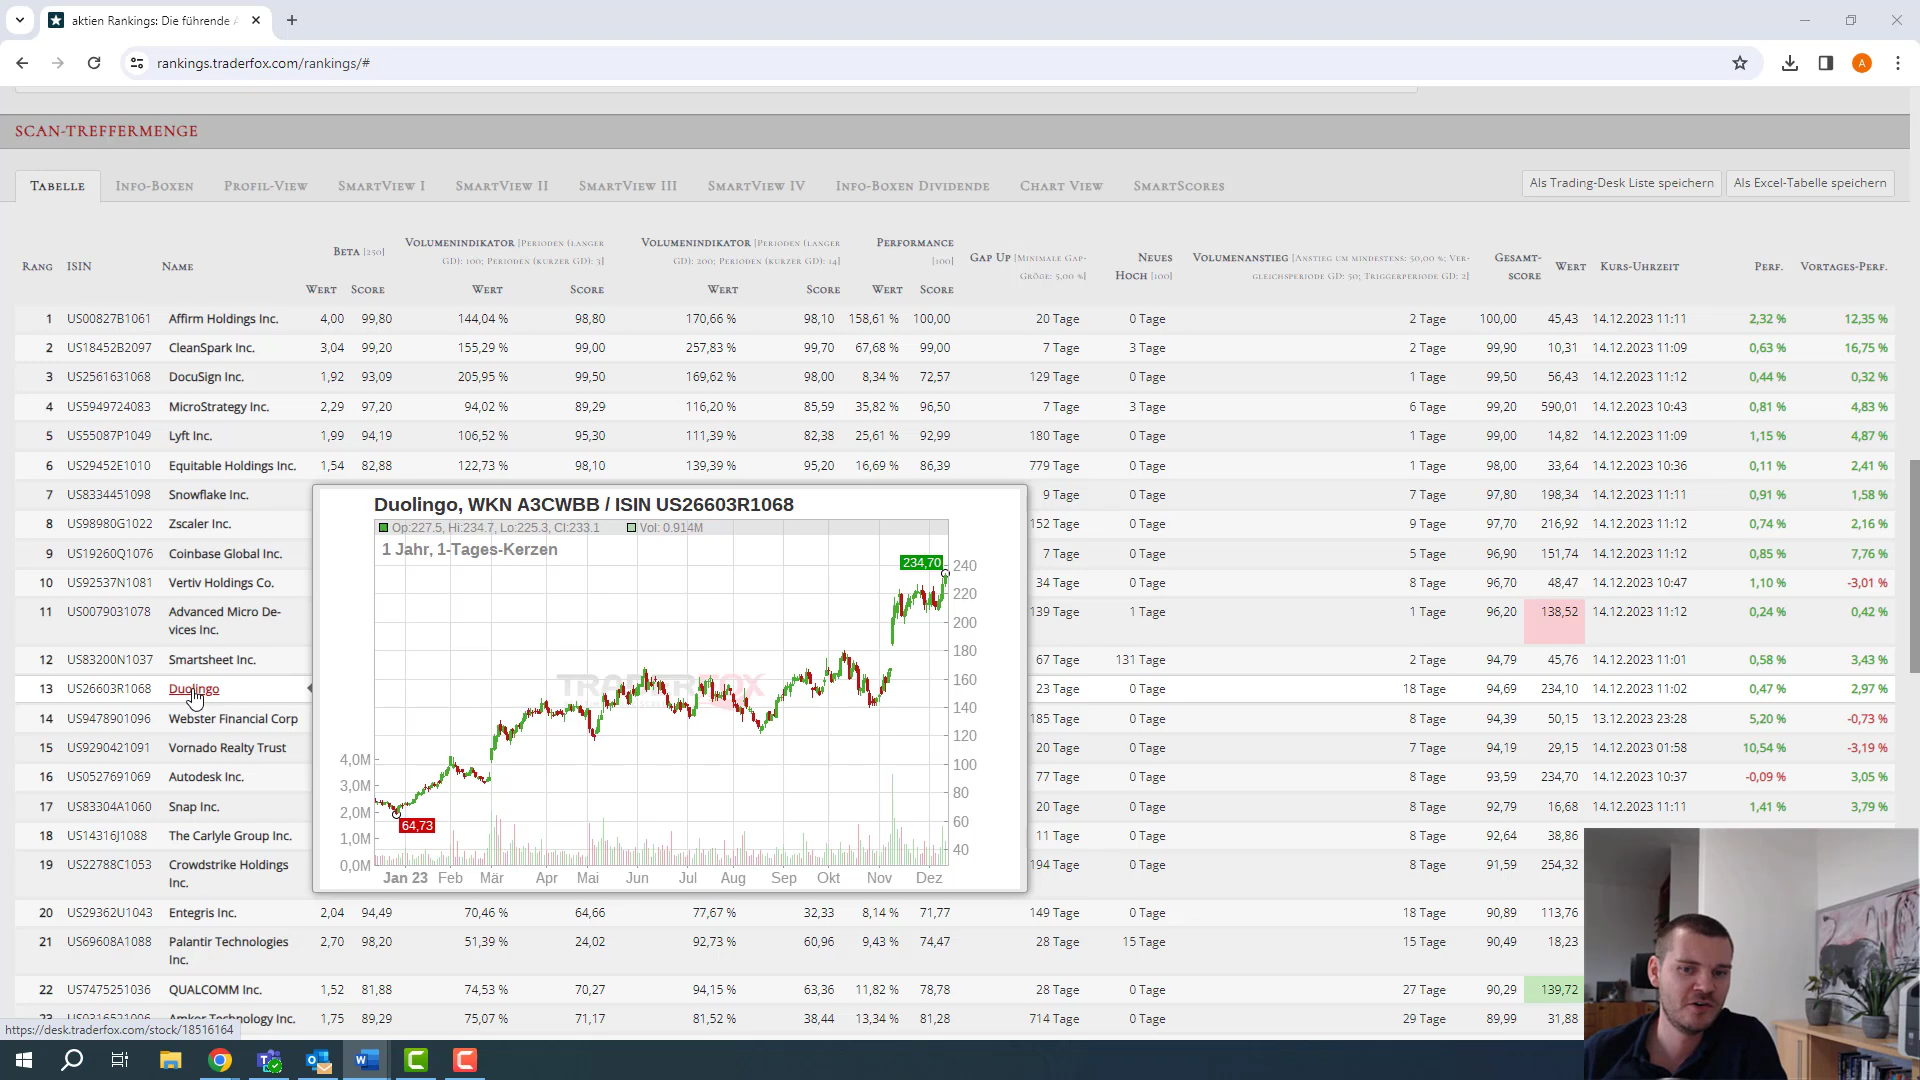 aktien Rankings: Die führende A
rankings.traderfox.com/rankings/#
A
SCAN-TREFFERMENGE
Tabelle Info-Boxen Profil-View SmartView I SmartView II SmartView III SmartView IV Info-Boxen Dividende Chart View SmartScores Als Trading-Desk Liste speichern Als Excel-Tabelle speichern
Rang ISIN Name Beta [250] Volumenindikator [Perioden (langer GD): 100; Perioden (kurzer GD): 3] Volumenindikator [Perioden (langer GD): 200; Perioden (kurzer GD): 14] Performance [100] Gap Up [Minimale Gap-Größe: 5,00 %] Neues Hoch [100] Volumenanstieg [Anstieg um mindestens: 50,00 %; Vergleichsperiode GD: 50; Triggerperiode GD: 2] Gesamt-score Wert Kurs-Uhrzeit Perf. Vortages-Perf.
Wert Score Wert Score Wert Score Wert Score
1 US00827B1061 Affirm Holdings Inc. 4,00 99,80 144,04 % 98,80 170,66 % 98,10 158,61 % 100,00 20 Tage 0 Tage 2 Tage 100,00 45,43 14.12.2023 11:11 2,32 % 12,35 %
2 US18452B2097 CleanSpark Inc. 3,04 99,20 155,29 % 99,00 257,83 % 99,70 67,68 % 99,00 7 Tage 3 Tage 2 Tage 99,90 10,31 14.12.2023 11:09 0,63 % 16,75 %
3 US2561631068 DocuSign Inc. 1,92 93,09 205,95 % 99,50 169,62 % 98,00 8,34 % 72,57 129 Tage 0 Tage 1 Tage 99,50 56,43 14.12.2023 11:12 0,44 % 0,32 %
4 US5949724083 MicroStrategy Inc. 2,29 97,20 94,02 % 89,29 116,20 % 85,59 35,82 % 96,50 7 Tage 3 Tage 6 Tage 99,20 590,01 14.12.2023 10:43 0,81 % 4,83 %
5 US55087P1049 Lyft Inc. 1,99 94,19 106,52 % 95,30 111,39 % 82,38 25,61 % 92,99 180 Tage 0 Tage 1 Tage 99,00 14,82 14.12.2023 11:09 1,15 % 4,87 %
6 US29452E1010 Equitable Holdings Inc. 1,54 82,88 122,73 % 98,10 139,39 % 95,20 16,69 % 86,39 779 Tage 0 Tage 1 Tage 98,00 33,64 14.12.2023 10:36 0,11 % 2,41 %
7 US8334451098 Snowflake Inc. 9 Tage 0 Tage 7 Tage 97,80 198,34 14.12.2023 11:11 0,91 % 1,58 %
8 US98980G1022 Zscaler Inc. 152 Tage 0 Tage 9 Tage 97,70 216,92 14.12.2023 11:12 0,74 % 2,16 %
9 US19260Q1076 Coinbase Global Inc. 7 Tage 0 Tage 5 Tage 96,90 151,74 14.12.2023 11:12 0,85 % 7,76 %
10 US92537N1081 Vertiv Holdings Co. 34 Tage 0 Tage 8 Tage 96,70 48,47 14.12.2023 10:47 1,10 % -3,01 %
11 US0079031078 Advanced Micro De- 139 Tage 1 Tage 1 Tage 96,20 138,52 14.12.2023 11:12 0,24 % 0,42 %
vices Inc.
12 US83200N1037 Smartsheet Inc. 67 Tage 131 Tage 2 Tage 94,79 45,76 14.12.2023 11:01 0,58 % 3,43 %
13 US26603R1068 Duolingo 23 Tage 0 Tage 18 Tage 94,69 234,10 14.12.2023 11:02 0,47 % 2,97 %
14 US9478901096 Webster Financial Corp 185 Tage 0 Tage 8 Tage 94,39 50,15 13.12.2023 23:28 5,20 % -0,73 %
15 US9290421091 Vornado Realty Trust 20 Tage 0 Tage 7 Tage 94,19 29,15 14.12.2023 01:58 10,54 % -3,19 %
16 US0527691069 Autodesk Inc. 77 Tage 0 Tage 8 Tage 93,59 234,70 14.12.2023 10:37 -0,09 % 3,05 %
17 US83304A1060 Snap Inc. 20 Tage 0 Tage 8 Tage 92,79 16,68 14.12.2023 11:11 1,41 % 3,79 %
18 US14316J1088 The Carlyle Group Inc. 11 Tage 0 Tage 8 Tage 92,64 38,86
19 US22788C1053 Crowdstrike Holdings 194 Tage 0 Tage 8 Tage 91,59 254,32
Inc.
20 US29362U1043 Entegris Inc. 2,04 94,49 70,46 % 64,66 77,67 % 32,33 8,14 % 71,77 149 Tage 0 Tage 18 Tage 90,89 113,76
21 US69608A1088 Palantir Technologies 2,70 98,20 51,39 % 24,02 92,73 % 60,96 9,43 % 74,47 28 Tage 15 Tage 15 Tage 90,49 18,23
Inc.
22 US7475251036 QUALCOMM Inc. 1,52 81,88 74,53 % 70,27 94,15 % 63,36 11,82 % 78,78 28 Tage 0 Tage 27 Tage 90,29 139,72
23 US0316521006 Amkor Technology Inc. 1,75 89,29 75,07 % 71,17 81,52 % 38,44 13,34 % 81,28 714 Tage 0 Tage 29 Tage 89,99 31,88
Duolingo, WKN A3CWBB / ISIN US26603R1068
Op:227.5, Hi:234.7, Lo:225.3, Cl:233.1 Vol: 0.914M
1 Jahr, 1-Tages-Kerzen
234,70
240
220
200
180
160
140
120
100
80
60
40
TRADERFOX
4,0M
3,0M
2,0M
1,0M
0,0M
64,73
Jan 23 Feb Mär Apr Mai Jun Jul Aug Sep Okt Nov Dez
https://desk.traderfox.com/stock/18516164